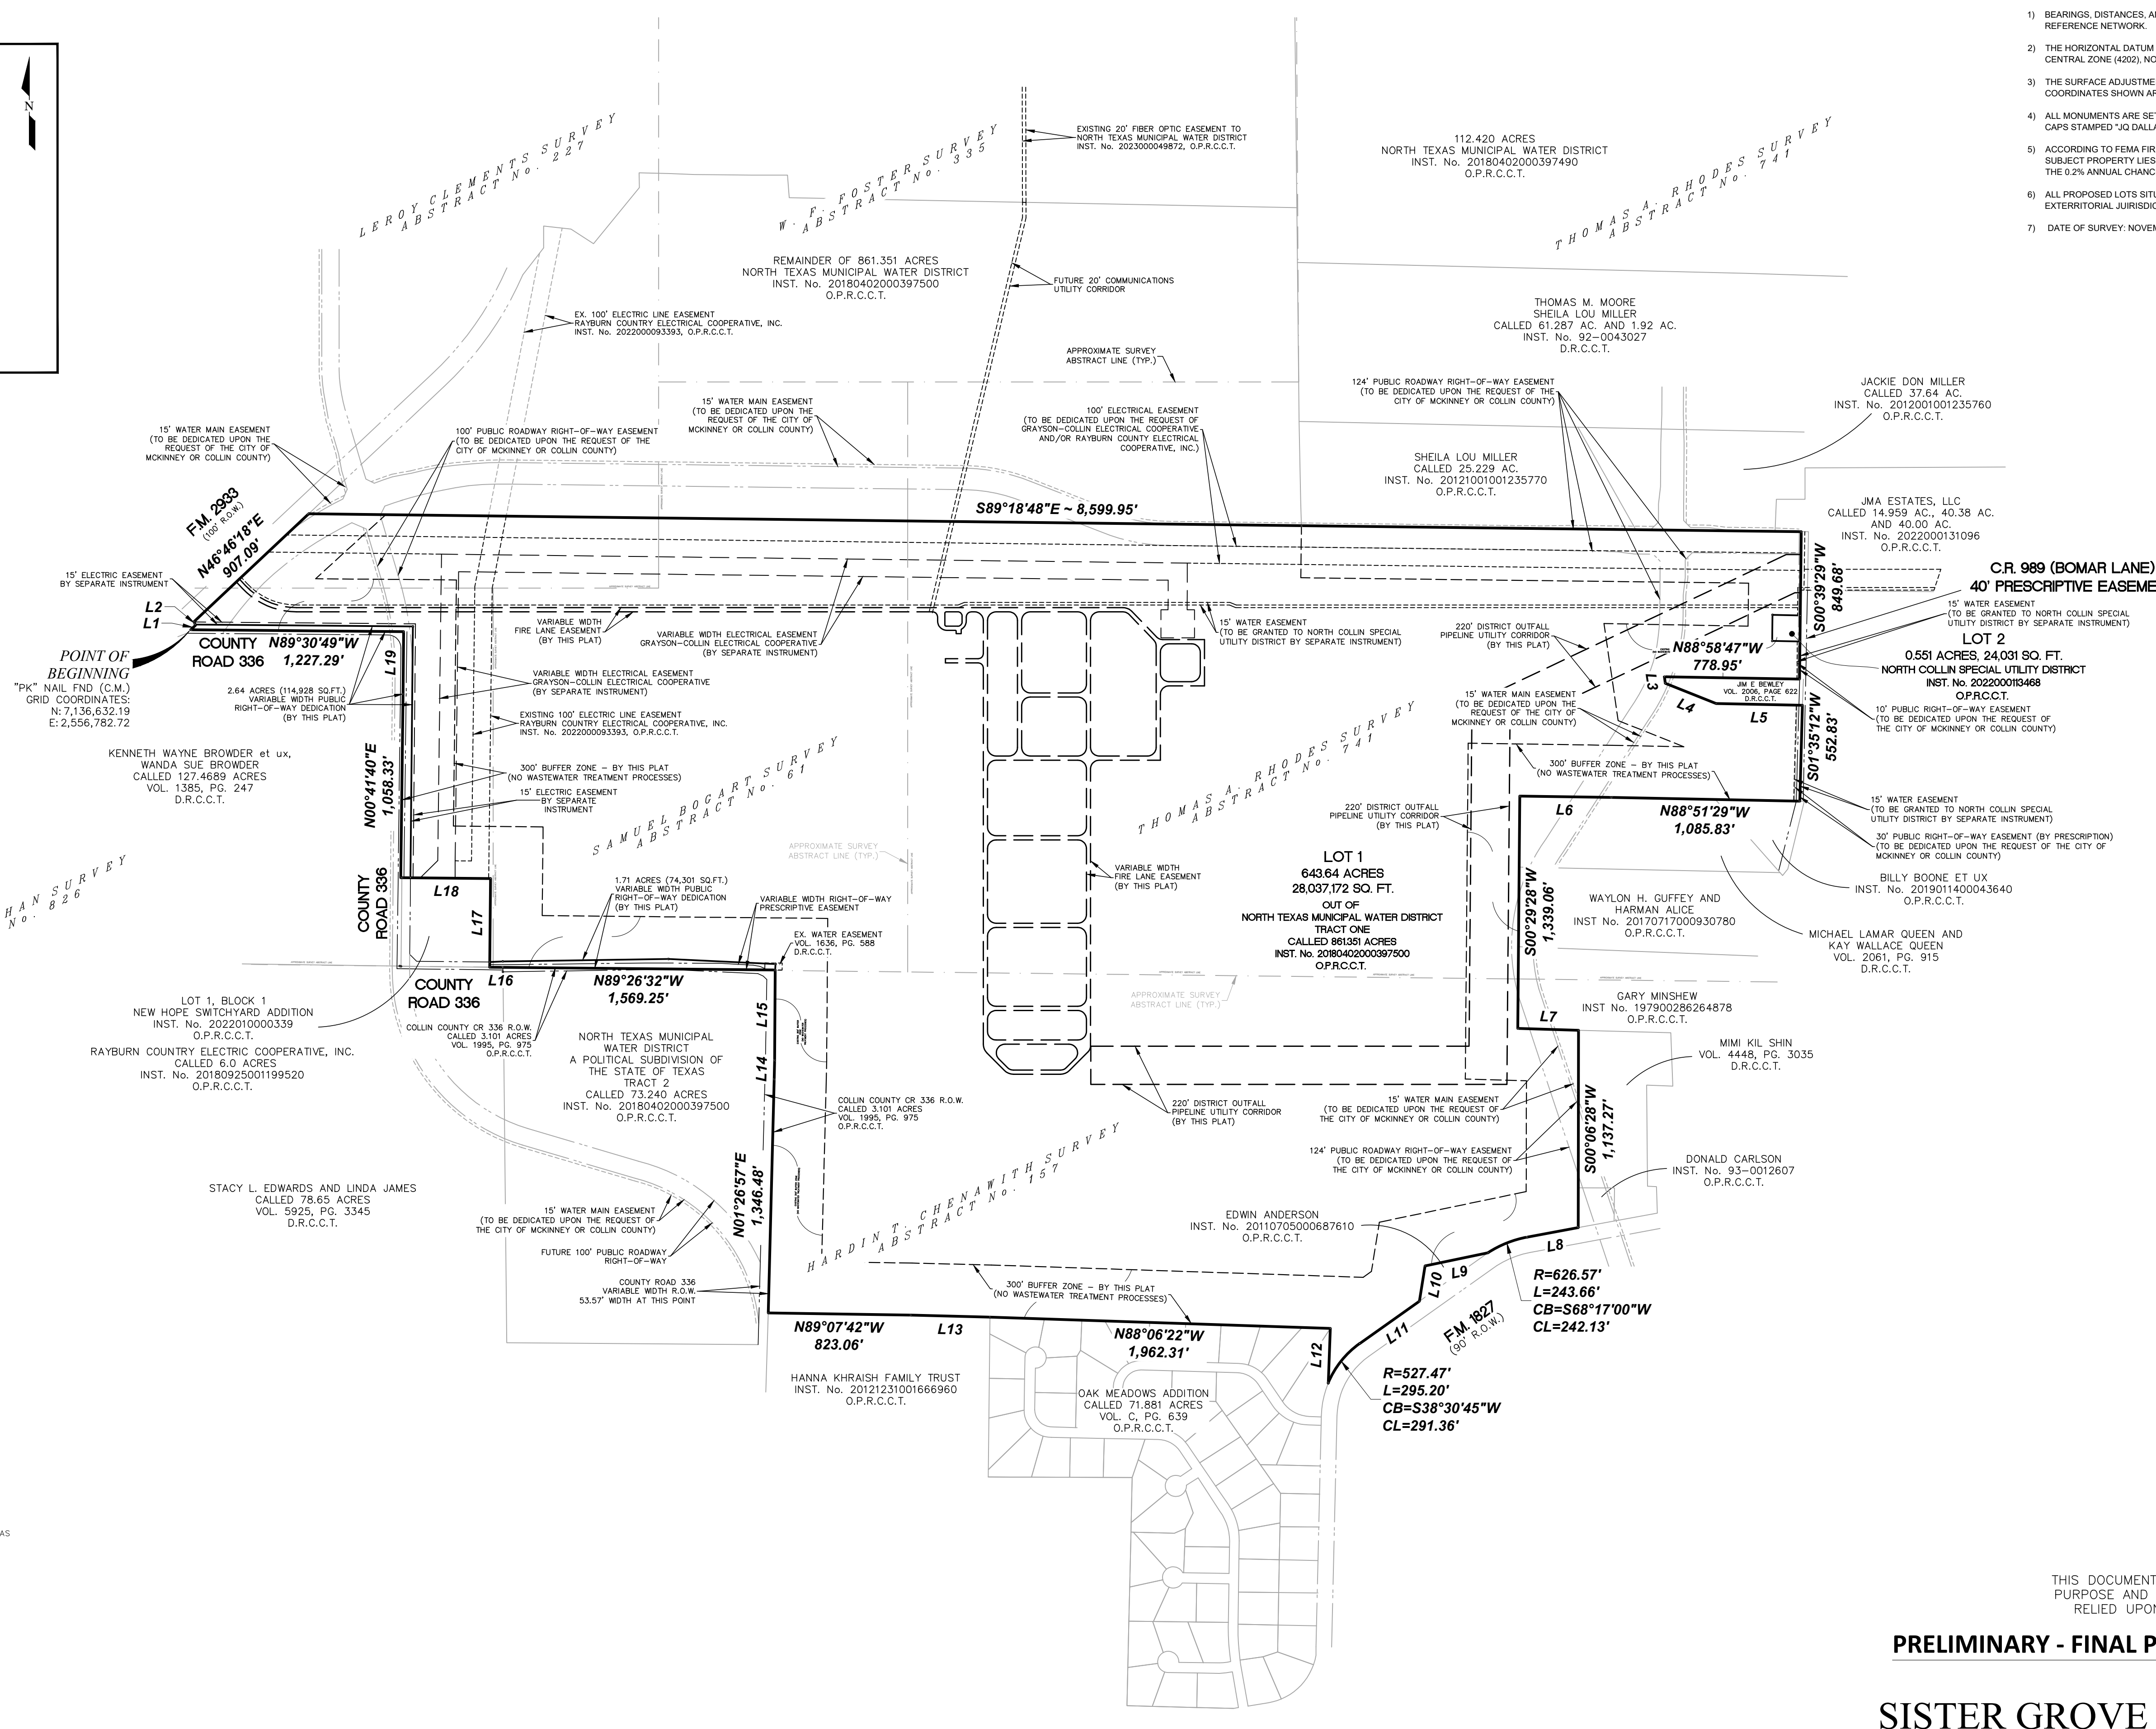 1) BEARINGS, DISTANCES, A
REFERENCE NETWORK.
2) THE HORIZONTAL DATUM
CENTRAL ZONE (4202), NO
3) THE SURFACE ADJUSTME
COORDINATES SHOWN AR
4) ALL MONUMENTS ARE SET
CAPS STAMPED "JQ DALLA
5) ACCORDING TO FEMA FIR
SUBJECT PROPERTY LIES
THE 0.2% ANNUAL CHANC
6) ALL PROPOSED LOTS SITU
EXTERRITORIAL JUIRISDIC
7) DATE OF SURVEY: NOVEM
N
LEROY CLEMENTS SURVEY
ABSTRACT No. 227
W. F. FOSTER SURVEY
ABSTRACT No. 335
EXISTING 20' FIBER OPTIC EASEMENT TO
NORTH TEXAS MUNICIPAL WATER DISTRICT
INST. No. 2023000049872, O.P.R.C.C.T.
112.420 ACRES
NORTH TEXAS MUNICIPAL WATER DISTRICT
INST. No. 20180402000397490
O.P.R.C.C.T.
THOMAS A. RHODES SURVEY
ABSTRACT No. 741
REMAINDER OF 861.351 ACRES
NORTH TEXAS MUNICIPAL WATER DISTRICT
INST. No. 20180402000397500
O.P.R.C.C.T.
FUTURE 20' COMMUNICATIONS
UTILITY CORRIDOR
EX. 100' ELECTRIC LINE EASEMENT
RAYBURN COUNTRY ELECTRICAL COOPERATIVE, INC.
INST. No. 2022000093393, O.P.R.C.C.T.
THOMAS M. MOORE
SHEILA LOU MILLER
CALLED 61.287 AC. AND 1.92 AC.
INST. No. 92-0043027
D.R.C.C.T.
APPROXIMATE SURVEY
ABSTRACT LINE (TYP.)
124' PUBLIC ROADWAY RIGHT-OF-WAY EASEMENT
(TO BE DEDICATED UPON THE REQUEST OF THE
CITY OF MCKINNEY OR COLLIN COUNTY)
JACKIE DON MILLER
CALLED 37.64 AC.
INST. No. 2012001001235760
O.P.R.C.C.T.
15' WATER MAIN EASEMENT
(TO BE DEDICATED UPON THE
REQUEST OF THE CITY OF
MCKINNEY OR COLLIN COUNTY)
100' PUBLIC ROADWAY RIGHT-OF-WAY EASEMENT
(TO BE DEDICATED UPON THE REQUEST OF THE
CITY OF MCKINNEY OR COLLIN COUNTY)
15' WATER MAIN EASEMENT
(TO BE DEDICATED UPON THE
REQUEST OF THE CITY OF
MCKINNEY OR COLLIN COUNTY)
100' ELECTRICAL EASEMENT
(TO BE DEDICATED UPON THE REQUEST OF
GRAYSON-COLLIN ELECTRICAL COOPERATIVE
AND/OR RAYBURN COUNTY ELECTRICAL
COOPERATIVE, INC.)
SHEILA LOU MILLER
CALLED 25.229 AC.
INST. No. 20121001001235770
O.P.R.C.C.T.
JMA ESTATES, LLC
CALLED 14.959 AC., 40.38 AC.
AND 40.00 AC.
INST. No. 2022000131096
O.P.R.C.C.T.
F.M. 2933
(100' R.O.W.)
N46°46'18"E
907.09'
S89°18'48"E ~ 8,599.95'
S00°39'29"W
849.68'
C.R. 989 (BOMAR LANE)
40' PRESCRIPTIVE EASEME
15' ELECTRIC EASEMENT
BY SEPARATE INSTRUMENT
L2
L1
COUNTY
ROAD 336
N89°30'49"W
1,227.29'
L19
POINT OF
BEGINNING
"PK" NAIL FND (C.M.)
GRID COORDINATES:
N: 7,136,632.19
E: 2,556,782.72
2.64 ACRES (114,928 SQ.FT.)
VARIABLE WIDTH PUBLIC
RIGHT-OF-WAY DEDICATION
(BY THIS PLAT)
VARIABLE WIDTH
FIRE LANE EASEMENT
(BY THIS PLAT)
VARIABLE WIDTH ELECTRICAL EASEMENT
GRAYSON-COLLIN ELECTRICAL COOPERATIVE
(BY SEPARATE INSTRUMENT)
15' WATER EASEMENT
(TO BE GRANTED TO NORTH COLLIN SPECIAL
UTILITY DISTRICT BY SEPARATE INSTRUMENT)
220' DISTRICT OUTFALL
PIPELINE UTILITY CORRIDOR
(BY THIS PLAT)
N88°58'47"W
778.95'
15' WATER EASEMENT
(TO BE GRANTED TO NORTH COLLIN SPECIAL
UTILITY DISTRICT BY SEPARATE INSTRUMENT)
LOT 2
0.551 ACRES, 24,031 SQ. FT.
NORTH COLLIN SPECIAL UTILITY DISTRICT
INST. No. 2022000113468
O.P.R.C.C.T.
VARIABLE WIDTH ELECTRICAL EASEMENT
GRAYSON-COLLIN ELECTRICAL COOPERATIVE
(BY SEPARATE INSTRUMENT)
EXISTING 100' ELECTRIC LINE EASEMENT
RAYBURN COUNTRY ELECTRICAL COOPERATIVE, INC.
INST. No. 2022000093393, O.P.R.C.C.T.
L3
JIM E BEWLEY
VOL. 2006, PAGE 622
D.R.C.C.T.
L4
L5
10' PUBLIC RIGHT-OF-WAY EASEMENT
(TO BE DEDICATED UPON THE REQUEST OF
THE CITY OF MCKINNEY OR COLLIN COUNTY)
15' WATER MAIN EASEMENT
(TO BE DEDICATED UPON THE
REQUEST OF THE CITY OF
MCKINNEY OR COLLIN COUNTY)
S01°35'12"W
552.83'
KENNETH WAYNE BROWDER et ux,
WANDA SUE BROWDER
CALLED 127.4689 ACRES
VOL. 1385, PG. 247
D.R.C.C.T.
N00°41'40"E
1,058.33'
300' BUFFER ZONE - BY THIS PLAT
(NO WASTEWATER TREATMENT PROCESSES)
15' ELECTRIC EASEMENT
BY SEPARATE
INSTRUMENT
SAMUEL BOGART SURVEY
ABSTRACT No. 61
THOMAS A. RHODES SURVEY
ABSTRACT No. 741
300' BUFFER ZONE - BY THIS PLAT
(NO WASTEWATER TREATMENT PROCESSES)
L6
N88°51'29"W
1,085.83'
15' WATER EASEMENT
(TO BE GRANTED TO NORTH COLLIN SPECIAL
UTILITY DISTRICT BY SEPARATE INSTRUMENT)
30' PUBLIC RIGHT-OF-WAY EASEMENT (BY PRESCRIPTION)
(TO BE DEDICATED UPON THE REQUEST OF THE CITY OF
MCKINNEY OR COLLIN COUNTY)
220' DISTRICT OUTFALL
PIPELINE UTILITY CORRIDOR
(BY THIS PLAT)
APPROXIMATE SURVEY
ABSTRACT LINE (TYP.)
HAN SURVEY
No. 826
COUNTY
ROAD 336
L18
L17
1.71 ACRES (74,301 SQ.FT.)
VARIABLE WIDTH PUBLIC
RIGHT-OF-WAY DEDICATION
(BY THIS PLAT)
VARIABLE WIDTH RIGHT-OF-WAY
PRESCRIPTIVE EASEMENT
EX. WATER EASEMENT
VOL. 1636, PG. 588
D.R.C.C.T.
VARIABLE WIDTH
FIRE LANE EASEMENT
(BY THIS PLAT)
LOT 1
643.64 ACRES
28,037,172 SQ. FT.
OUT OF
NORTH TEXAS MUNICIPAL WATER DISTRICT
TRACT ONE
CALLED 861.351 ACRES
INST. No. 20180402000397500
O.P.R.C.C.T.
S00°29'28"W
1,339.06'
WAYLON H. GUFFEY AND
HARMAN ALICE
INST No. 20170717000930780
O.P.R.C.C.T.
BILLY BOONE ET UX
INST. No. 2019011400043640
O.P.R.C.C.T.
MICHAEL LAMAR QUEEN AND
KAY WALLACE QUEEN
VOL. 2061, PG. 915
D.R.C.C.T.
COUNTY
ROAD 336
L16
N89°26'32"W
1,569.25'
LOT 1, BLOCK 1
NEW HOPE SWITCHYARD ADDITION
INST. No. 2022010000339
O.P.R.C.C.T.
RAYBURN COUNTRY ELECTRIC COOPERATIVE, INC.
CALLED 6.0 ACRES
INST. No. 20180925001199520
O.P.R.C.C.T.
COLLIN COUNTY CR 336 R.O.W.
CALLED 3.101 ACRES
VOL. 1995, PG. 975
O.P.R.C.C.T.
NORTH TEXAS MUNICIPAL
WATER DISTRICT
A POLITICAL SUBDIVISION OF
THE STATE OF TEXAS
TRACT 2
CALLED 73.240 ACRES
INST. No. 20180402000397500
O.P.R.C.C.T.
L15
L14
APPROXIMATE SURVEY
ABSTRACT LINE (TYP.)
L7
GARY MINSHEW
INST No. 197900286264878
O.P.R.C.C.T.
MIMI KIL SHIN
VOL. 4448, PG. 3035
D.R.C.C.T.
COLLIN COUNTY CR 336 R.O.W.
CALLED 3.101 ACRES
VOL. 1995, PG. 975
O.P.R.C.C.T.
220' DISTRICT OUTFALL
PIPELINE UTILITY CORRIDOR
(BY THIS PLAT)
15' WATER MAIN EASEMENT
(TO BE DEDICATED UPON THE REQUEST OF
THE CITY OF MCKINNEY OR COLLIN COUNTY)
124' PUBLIC ROADWAY RIGHT-OF-WAY EASEMENT
(TO BE DEDICATED UPON THE REQUEST OF
THE CITY OF MCKINNEY OR COLLIN COUNTY)
S00°06'28"W
1,137.27'
DONALD CARLSON
INST. No. 93-0012607
O.P.R.C.C.T.
STACY L. EDWARDS AND LINDA JAMES
CALLED 78.65 ACRES
VOL. 5925, PG. 3345
D.R.C.C.T.
15' WATER MAIN EASEMENT
(TO BE DEDICATED UPON THE REQUEST OF
THE CITY OF MCKINNEY OR COLLIN COUNTY)
FUTURE 100' PUBLIC ROADWAY
RIGHT-OF-WAY
COUNTY ROAD 336
VARIABLE WIDTH R.O.W.
53.57' WIDTH AT THIS POINT
N01°26'57"E
1,346.48'
HARDIN T. CHENAWITH SURVEY
ABSTRACT No. 157
EDWIN ANDERSON
INST. No. 20110705000687610
O.P.R.C.C.T.
300' BUFFER ZONE - BY THIS PLAT
(NO WASTEWATER TREATMENT PROCESSES)
L8
L9
L10
R=626.57'
L=243.66'
CB=S68°17'00"W
CL=242.13'
F.M. 1827
(90' R.O.W.)
L11
L12
N89°07'42"W
823.06'
L13
N88°06'22"W
1,962.31'
R=527.47'
L=295.20'
CB=S38°30'45"W
CL=291.36'
HANNA KHRAISH FAMILY TRUST
INST. No. 20121231001666960
O.P.R.C.C.T.
OAK MEADOWS ADDITION
CALLED 71.881 ACRES
VOL. C, PG. 639
O.P.R.C.C.T.
AS
THIS DOCUMENT
PURPOSE AND
RELIED UPON
PRELIMINARY - FINAL P
SISTER GROVE